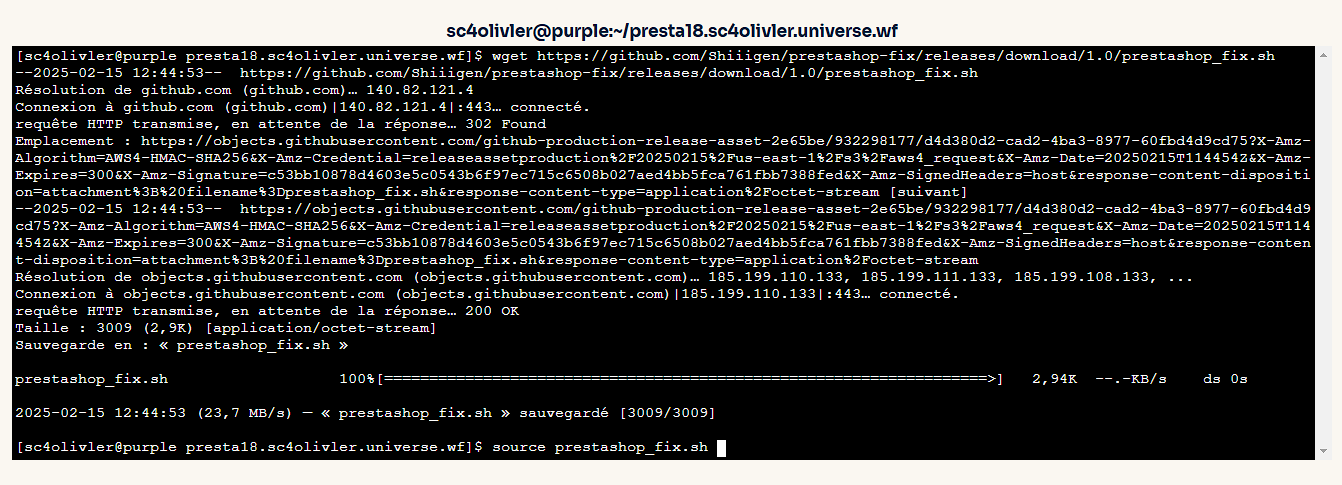 sc4olivler@purple:~/presta18.sc4olivler.universe.wf
[sc4olivler@purple presta18.sc4olivler.universe.wf]$ wget https://github.com/Shiiigen/prestashop-fix/releases/download/1.0/prestashop_fix.sh
--2025-02-15 12:44:53--  https://github.com/Shiiigen/prestashop-fix/releases/download/1.0/prestashop_fix.sh
Résolution de github.com (github.com)… 140.82.121.4
Connexion à github.com (github.com)|140.82.121.4|:443… connecté.
requête HTTP transmise, en attente de la réponse… 302 Found
Emplacement : https://objects.githubusercontent.com/github-production-release-asset-2e65be/932298177/d4d380d2-cad2-4ba3-8977-60fbd4d9cd75?X-Amz-
Algorithm=AWS4-HMAC-SHA256&X-Amz-Credential=releaseassetproduction%2F20250215%2Fus-east-1%2Fs3%2Faws4_request&X-Amz-Date=20250215T114454Z&X-Amz-
Expires=300&X-Amz-Signature=c53bb10878d4603e5c0543b6f97ec715c6508b027aed4bb5fca761fbb7388fed&X-Amz-SignedHeaders=host&response-content-dispositi
on=attachment%3B%20filename%3Dprestashop_fix.sh&response-content-type=application%2Foctet-stream [suivant]
--2025-02-15 12:44:53--  https://objects.githubusercontent.com/github-production-release-asset-2e65be/932298177/d4d380d2-cad2-4ba3-8977-60fbd4d9
cd75?X-Amz-Algorithm=AWS4-HMAC-SHA256&X-Amz-Credential=releaseassetproduction%2F20250215%2Fus-east-1%2Fs3%2Faws4_request&X-Amz-Date=20250215T114
454Z&X-Amz-Expires=300&X-Amz-Signature=c53bb10878d4603e5c0543b6f97ec715c6508b027aed4bb5fca761fbb7388fed&X-Amz-SignedHeaders=host&response-conten
t-disposition=attachment%3B%20filename%3Dprestashop_fix.sh&response-content-type=application%2Foctet-stream
Résolution de objects.githubusercontent.com (objects.githubusercontent.com)… 185.199.110.133, 185.199.111.133, 185.199.108.133, ...
Connexion à objects.githubusercontent.com (objects.githubusercontent.com)|185.199.110.133|:443… connecté.
requête HTTP transmise, en attente de la réponse… 200 OK
Taille : 3009 (2,9K) [application/octet-stream]
Sauvegarde en : « prestashop_fix.sh »
prestashop_fix.sh                   100%[===================================================================>]   2,94K  --.-KB/s    ds 0s
2025-02-15 12:44:53 (23,7 MB/s) — « prestashop_fix.sh » sauvegardé [3009/3009]
[sc4olivler@purple presta18.sc4olivler.universe.wf]$ source prestashop_fix.sh